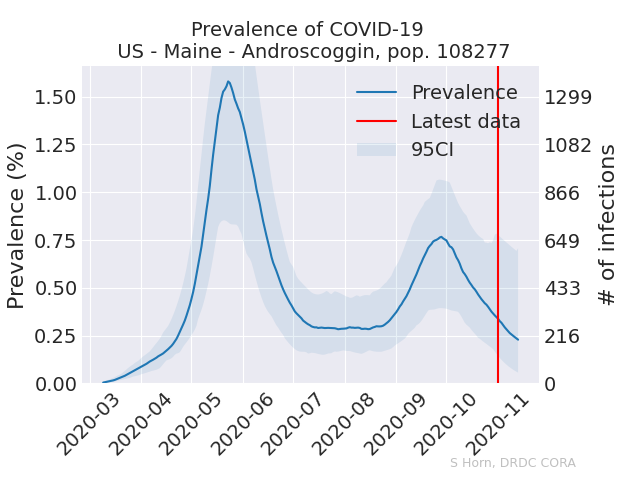 Prevalence of COVID-19
US - Maine - Androscoggin, pop. 108277
Prevalence
Latest data
95CI
Prevalence (%)
1.50
1.25
1.00
0.75
0.50
0.25
0.00
1299
1082
866
649
433
216
0
# of infections
2020-03
2020-04
2020-05
2020-06
2020-07
2020-08
2020-09
2020-10
2020-11
S Horn, DRDC CORA